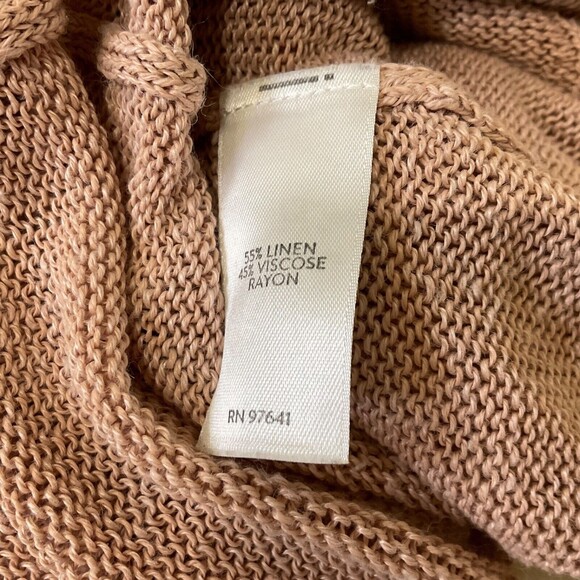 55% LINEN
45% VISCOSE
RAYON
RN 97641